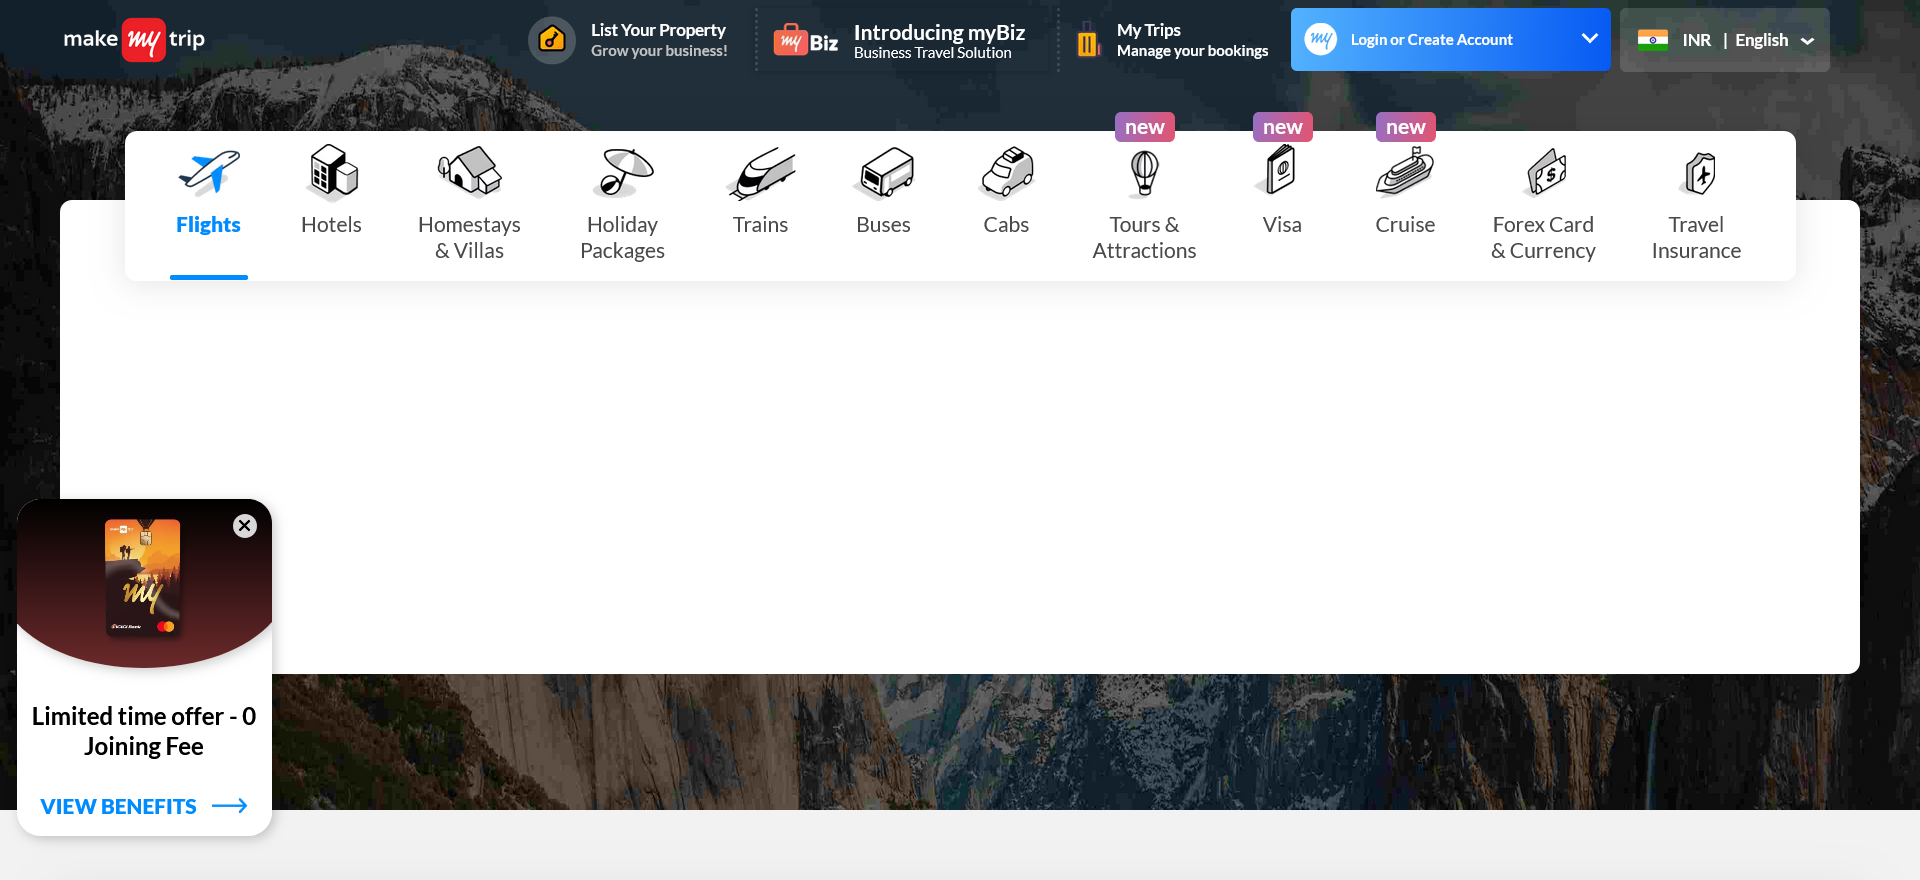 make my trip
List Your Property
Grow your business!
my Biz
Introducing myBiz
Business Travel Solution
My Trips
Manage your bookings
my
Login or Create Account
INR | English
new
new
new
Flights
Hotels
Homestays
& Villas
Holiday
Packages
Trains
Buses
Cabs
Tours &
Attractions
Visa
Cruise
Forex Card
& Currency
Travel
Insurance
my
ICICI Bank
Limited time offer - 0
Joining Fee
VIEW BENEFITS